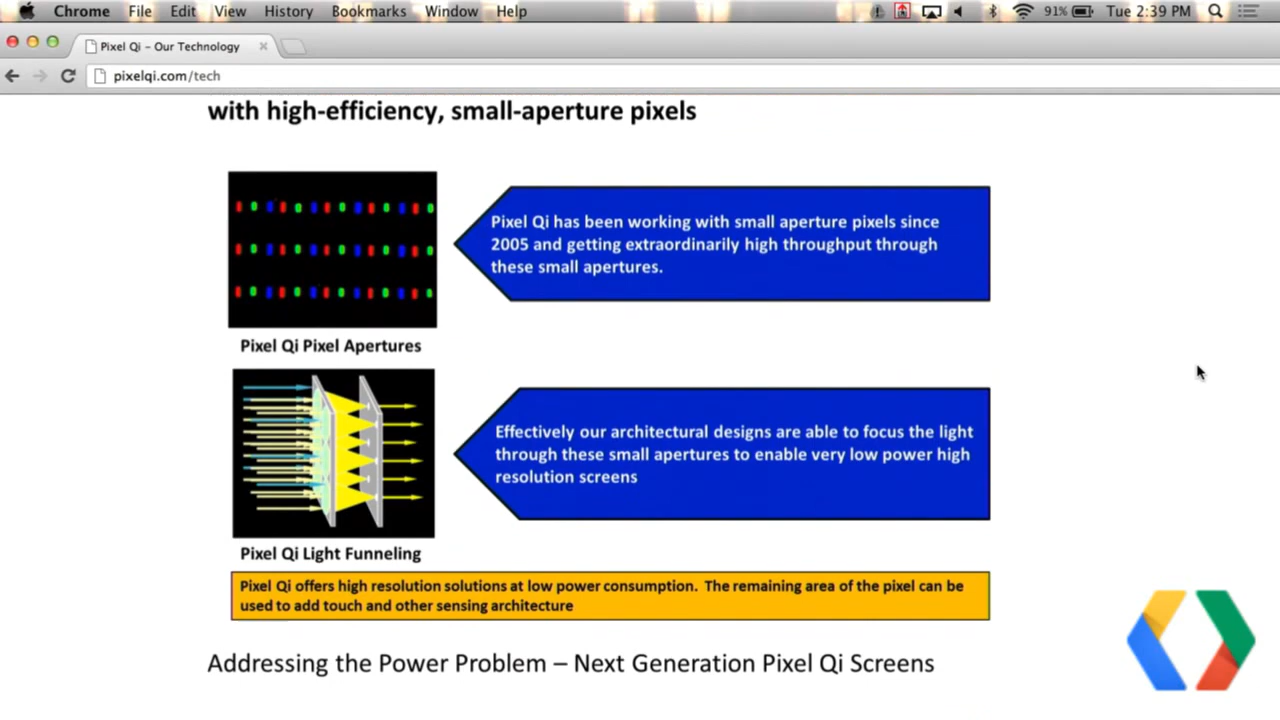 Chrome File Edit View History Bookmarks Window Help 91% Tue 2:39 PM
Pixel Qi – Our Technology
pixelqi.com/tech
with high-efficiency, small-aperture pixels
Pixel Qi has been working with small aperture pixels since
2005 and getting extraordinarily high throughput through
these small apertures.
Pixel Qi Pixel Apertures
Effectively our architectural designs are able to focus the light
through these small apertures to enable very low power high
resolution screens
Pixel Qi Light Funneling
Pixel Qi offers high resolution solutions at low power consumption. The remaining area of the pixel can be
used to add touch and other sensing architecture
Addressing the Power Problem – Next Generation Pixel Qi Screens